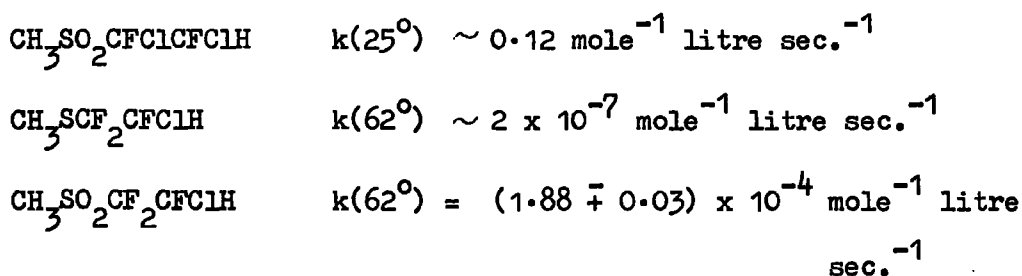 CH₃SO₂CFClCFClH k(25°) ~ 0·12 mole⁻¹ litre sec.⁻¹
CH₃SCF₂CFClH k(62°) ~ 2 x 10⁻⁷ mole⁻¹ litre sec.⁻¹
CH₃SO₂CF₂CFClH k(62°) = (1·88 ∓ 0·03) x 10⁻⁴ mole⁻¹ litre
sec.⁻¹